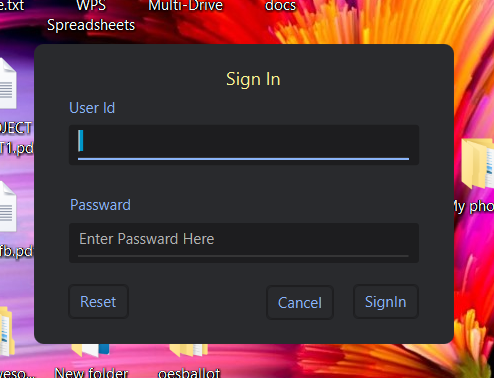 e.txt
WPS
Spreadsheets
Multi-Drive
docs
Sign In
User Id
OJECT
T1.pd
Password
My pho
Enter Password Here
fb.pd
Reset
Cancel
SignIn
veso...
New folder
oesballot